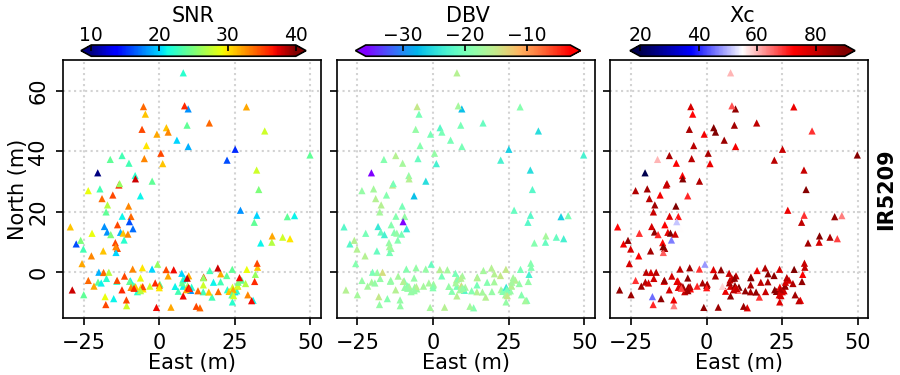 SNR DBV Xc
10 20 30 40 −30 −20 −10 20 40 60 80
60
40
20
0
North (m)
IR5209
−25 0 25 50 −25 0 25 50 −25 0 25 50
East (m) East (m) East (m)